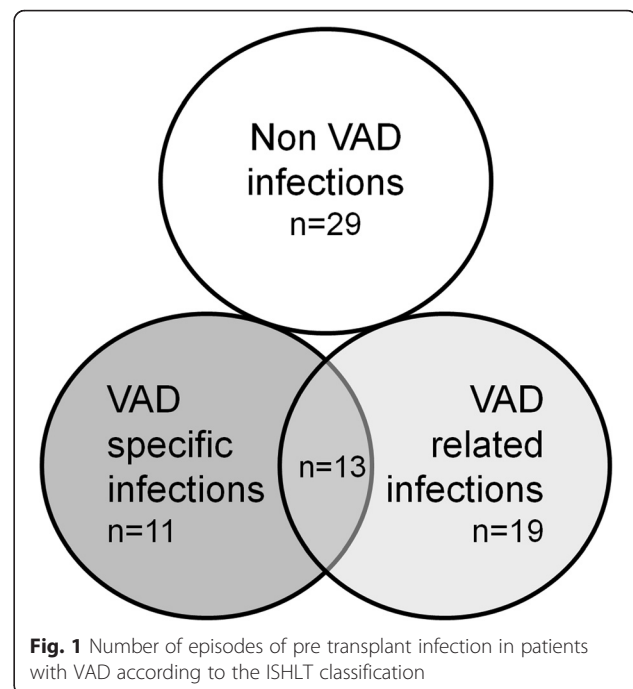 Non VAD
infections
n=29
VAD
specific
infections
n=11
n=13
VAD
related
infections
n=19
Fig. 1 Number of episodes of pre transplant infection in patients
with VAD according to the ISHLT classification